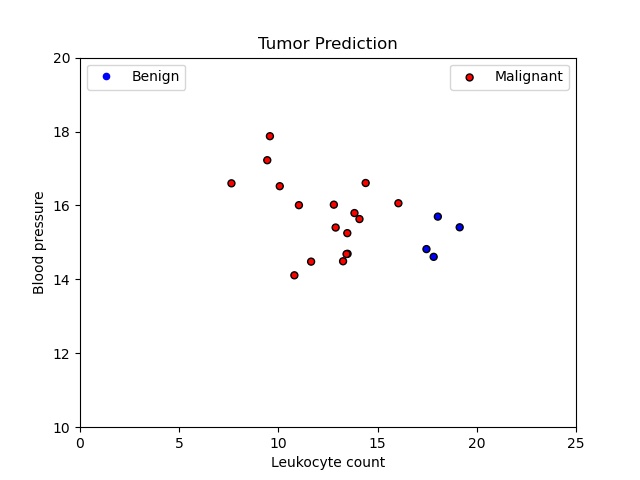 Tumor Prediction
Benign
Malignant
20
18
16
14
12
10
Blood pressure
0 5 10 15 20 25
Leukocyte count